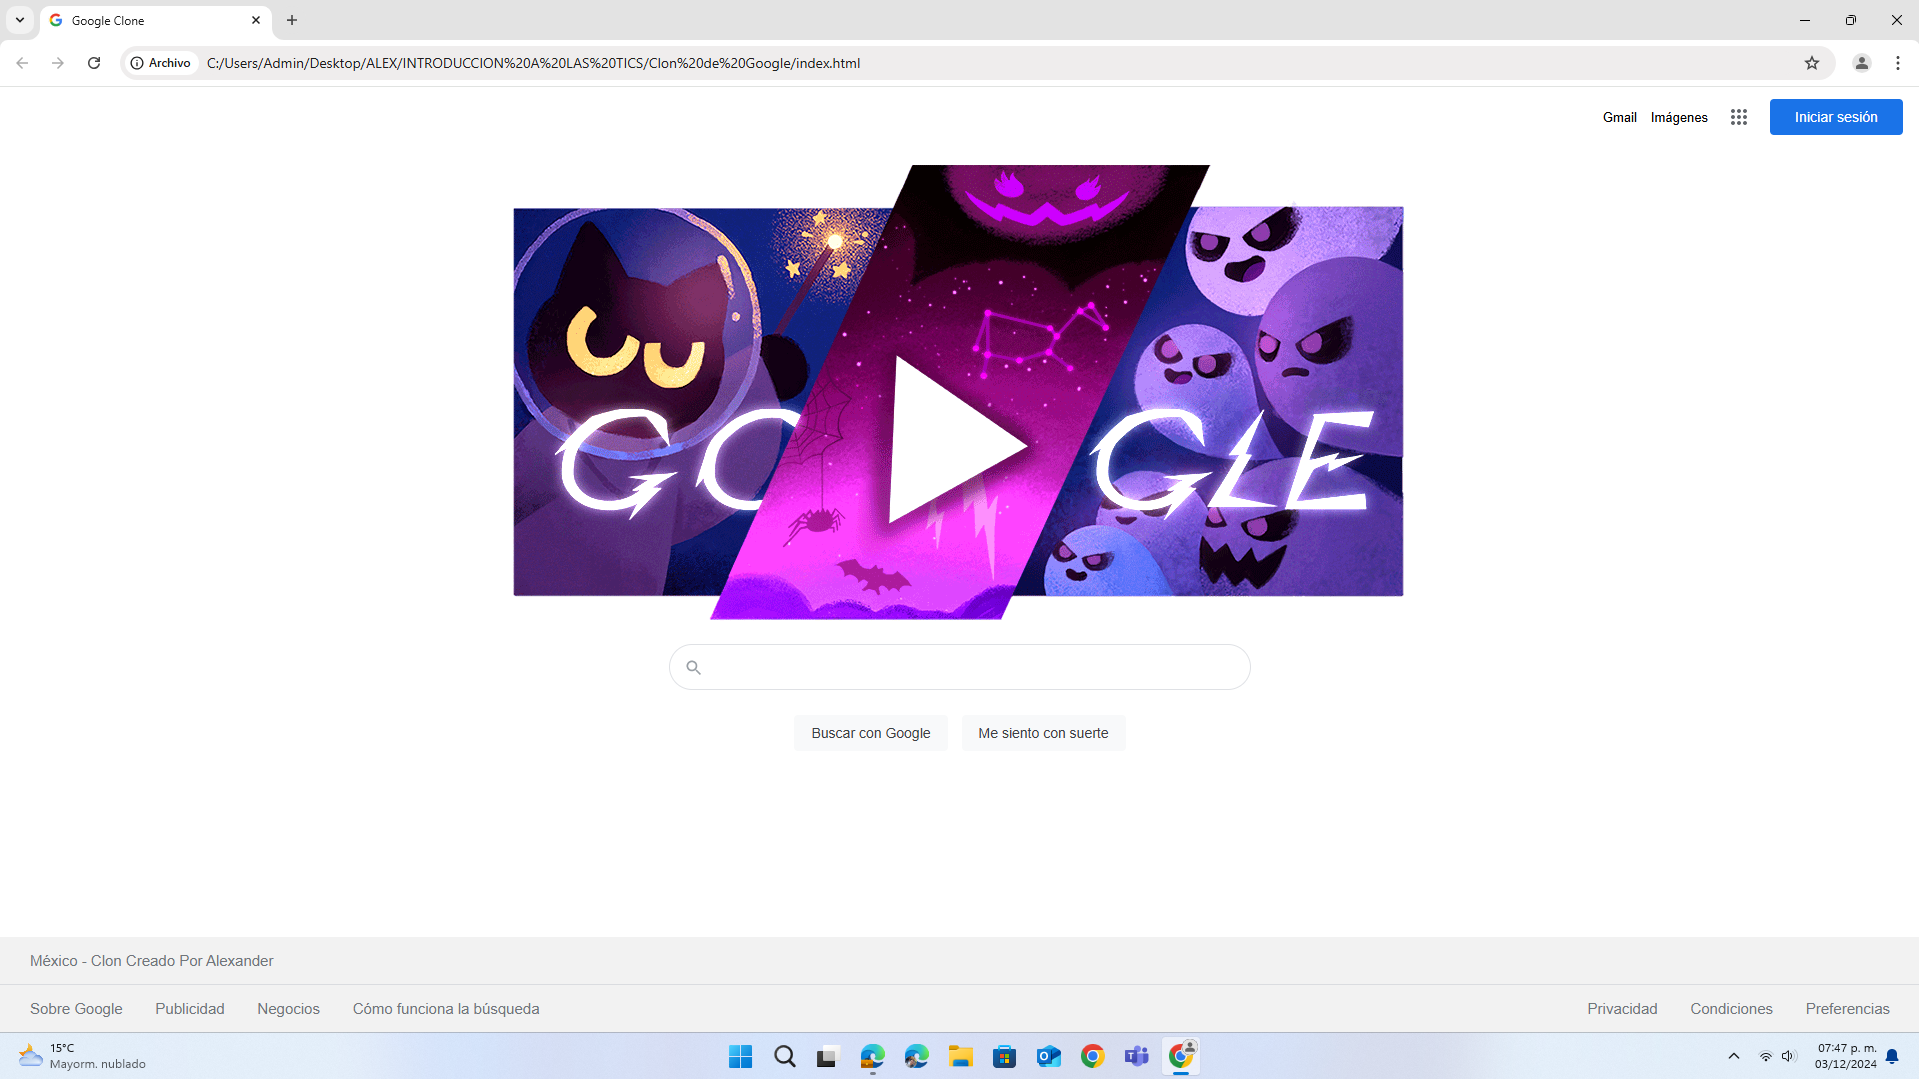 Google Clone
Archivo
C:/Users/Admin/Desktop/ALEX/INTRODUCCION%20A%20LAS%20TICS/Clon%20de%20Google/index.html
Gmail
Imágenes
Iniciar sesión
GO GLE
Buscar con Google
Me siento con suerte
México - Clon Creado Por Alexander
Sobre Google
Publicidad
Negocios
Cómo funciona la búsqueda
Privacidad
Condiciones
Preferencias
15°C
Mayorm. nublado
07:47 p. m.
03/12/2024